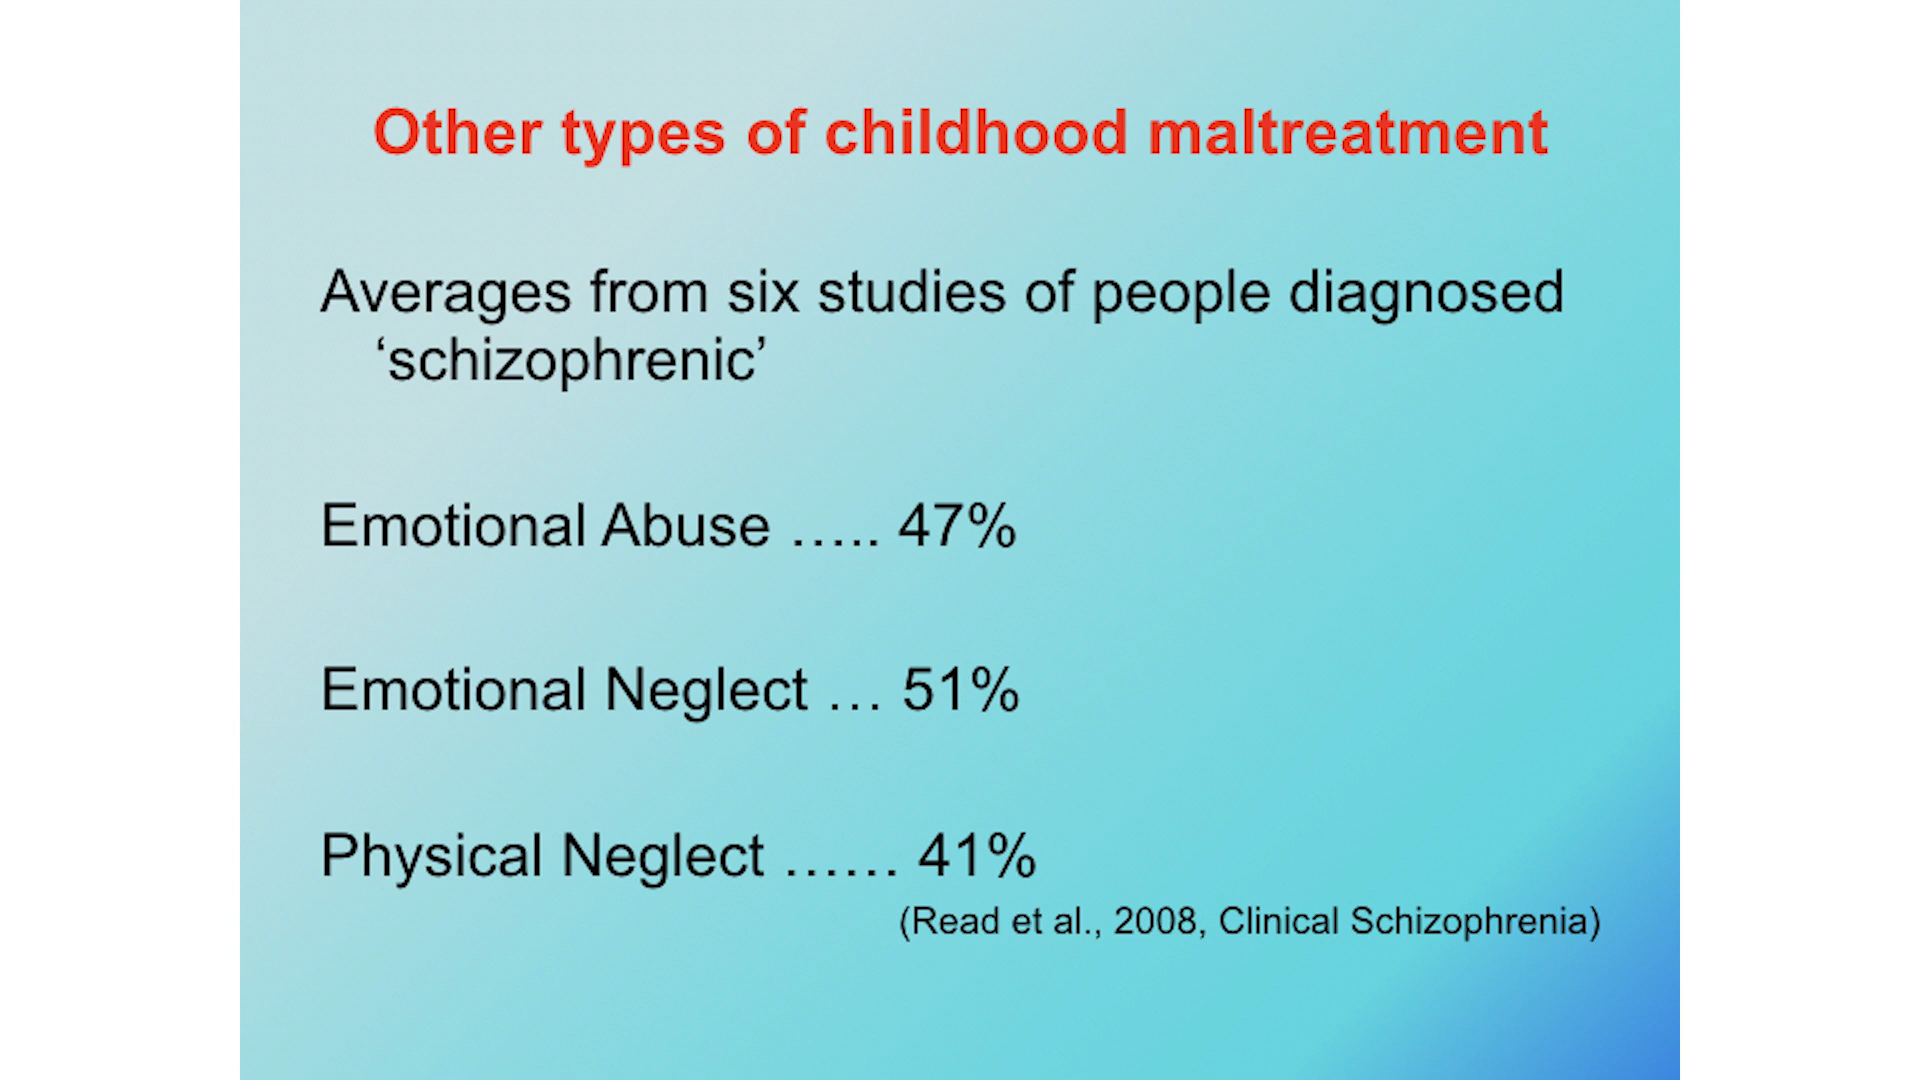 Other types of childhood maltreatment
Averages from six studies of people diagnosed
‘schizophrenic’
Emotional Abuse ….. 47%
Emotional Neglect … 51%
Physical Neglect …… 41%
(Read et al., 2008, Clinical Schizophrenia)